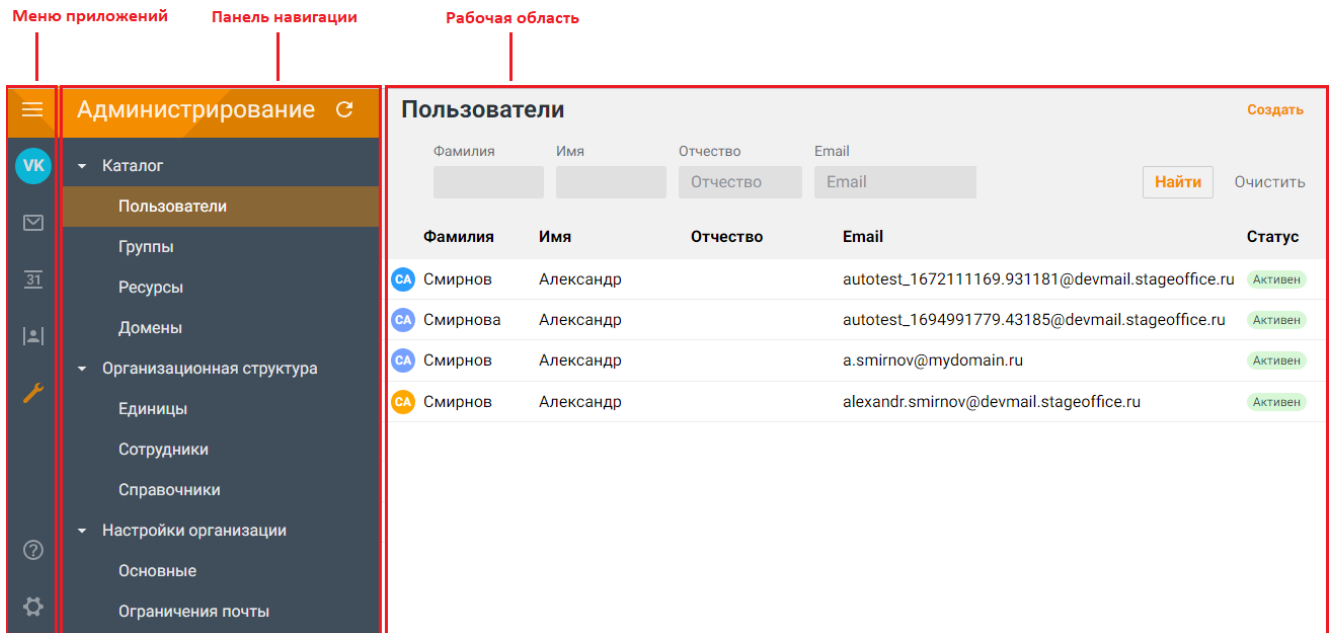 Меню приложений Панель навигации Рабочая область
Администрирование
VK
31
Каталог
Пользователи
Группы
Ресурсы
Домены
Организационная структура
Единицы
Сотрудники
Справочники
Настройки организации
Основные
Ограничения почты
Пользователи Создать
Фамилия Имя Отчество Email
Отчество Email Найти Очистить
Фамилия Имя Отчество Email Статус
СА Смирнов Александр autotest_1672111169.931181@devmail.stageoffice.ru Активен
СА Смирнова Александр autotest_1694991779.43185@devmail.stageoffice.ru Активен
СА Смирнов Александр a.smirnov@mydomain.ru Активен
СА Смирнов Александр alexandr.smirnov@devmail.stageoffice.ru Активен